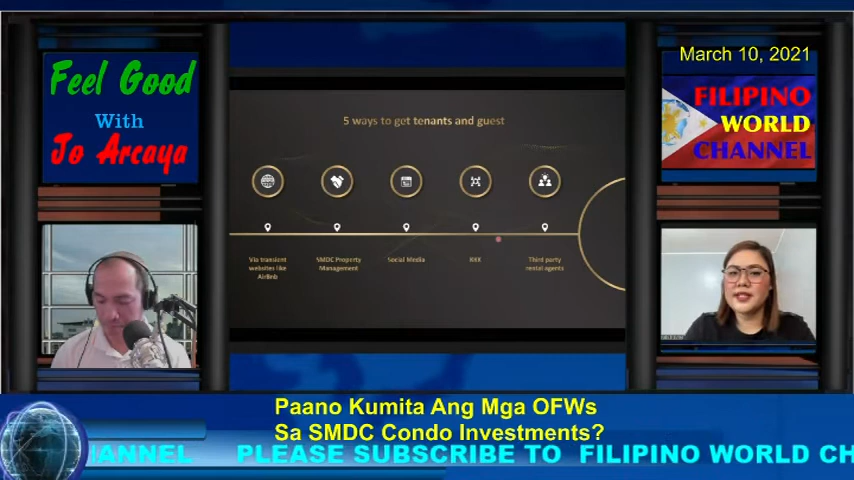 Feel Good
With
Jo Arcaya
March 10, 2021
FILIPINO
WORLD
CHANNEL
5 ways to get tenants and guest
Via transient
websites like
AirBnb
SMDC Property
Management
Social Media
Third party
rental agents
Paano Kumita Ang Mga OFWs
Sa SMDC Condo Investments?
HANNEL PLEASE SUBSCRIBE TO FILIPINO WORLD CH